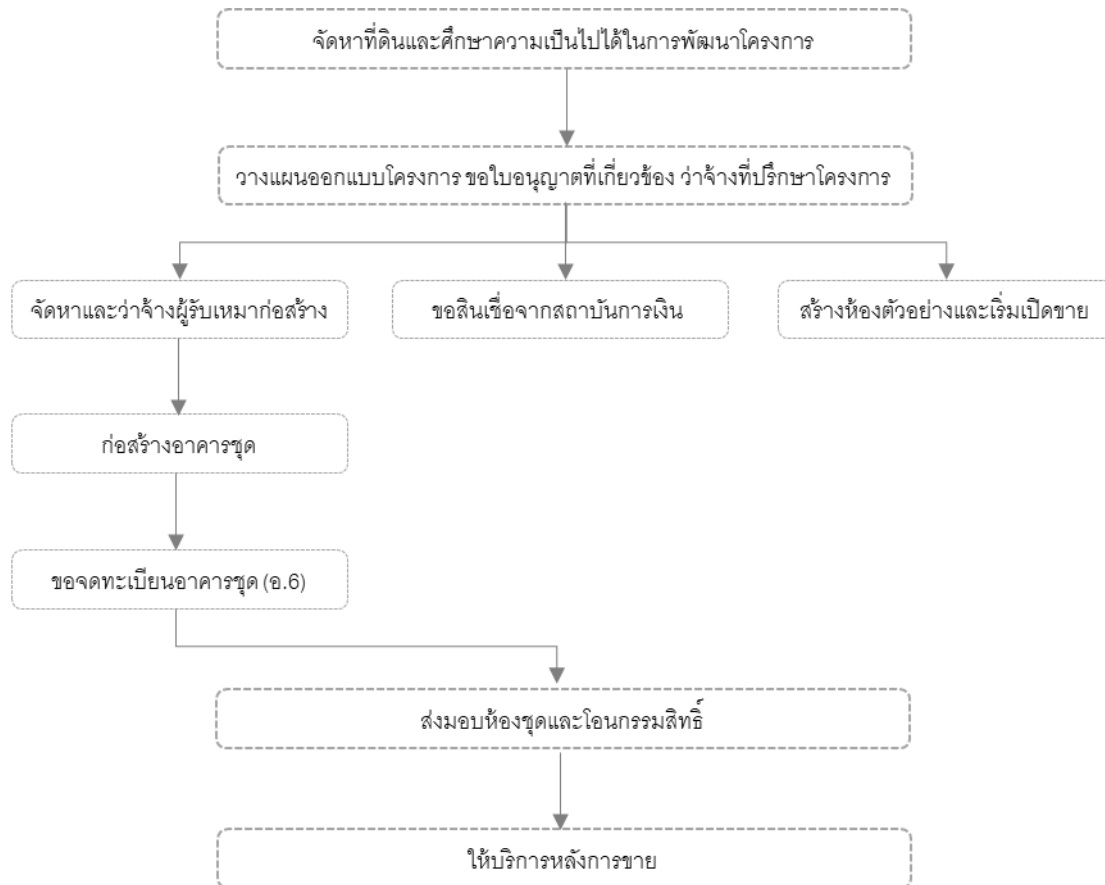 จัดหาที่ดินและศึกษาความเป็นไปได้ในการพัฒนาโครงการ
วางแผนออกแบบโครงการ ขอใบอนุญาตที่เกี่ยวข้อง ว่าจ้างที่ปรึกษาโครงการ
จัดหาและว่าจ้างผู้รับเหมาก่อสร้าง
ขอสินเชื่อจากสถาบันการเงิน
สร้างห้องตัวอย่างและเริ่มเปิดขาย
ก่อสร้างอาคารชุด
ขอจดทะเบียนอาคารชุด (อ.6)
ส่งมอบห้องชุดและโอนกรรมสิทธิ์
ให้บริการหลังการขาย